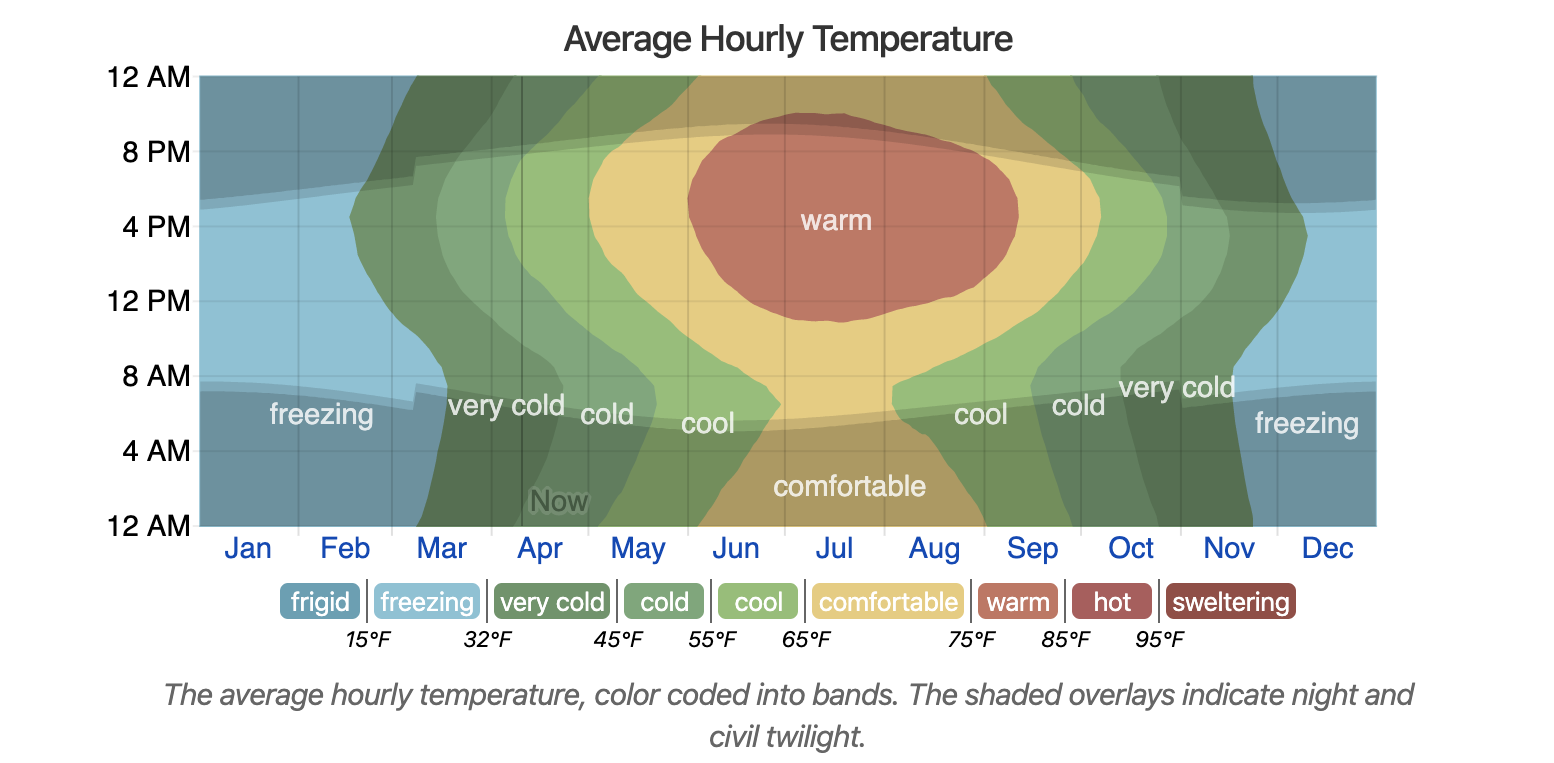 Average Hourly Temperature
12 AM
8 PM
4 PM
12 PM
8 AM
4 AM
12 AM
warm
freezing
very cold
cold
cool
cool
cold
very cold
freezing
comfortable
Now
Jan Feb Mar Apr May Jun Jul Aug Sep Oct Nov Dec
frigid freezing very cold cold cool comfortable warm hot sweltering
15°F 32°F 45°F 55°F 65°F 75°F 85°F 95°F
The average hourly temperature, color coded into bands. The shaded overlays indicate night and
civil twilight.